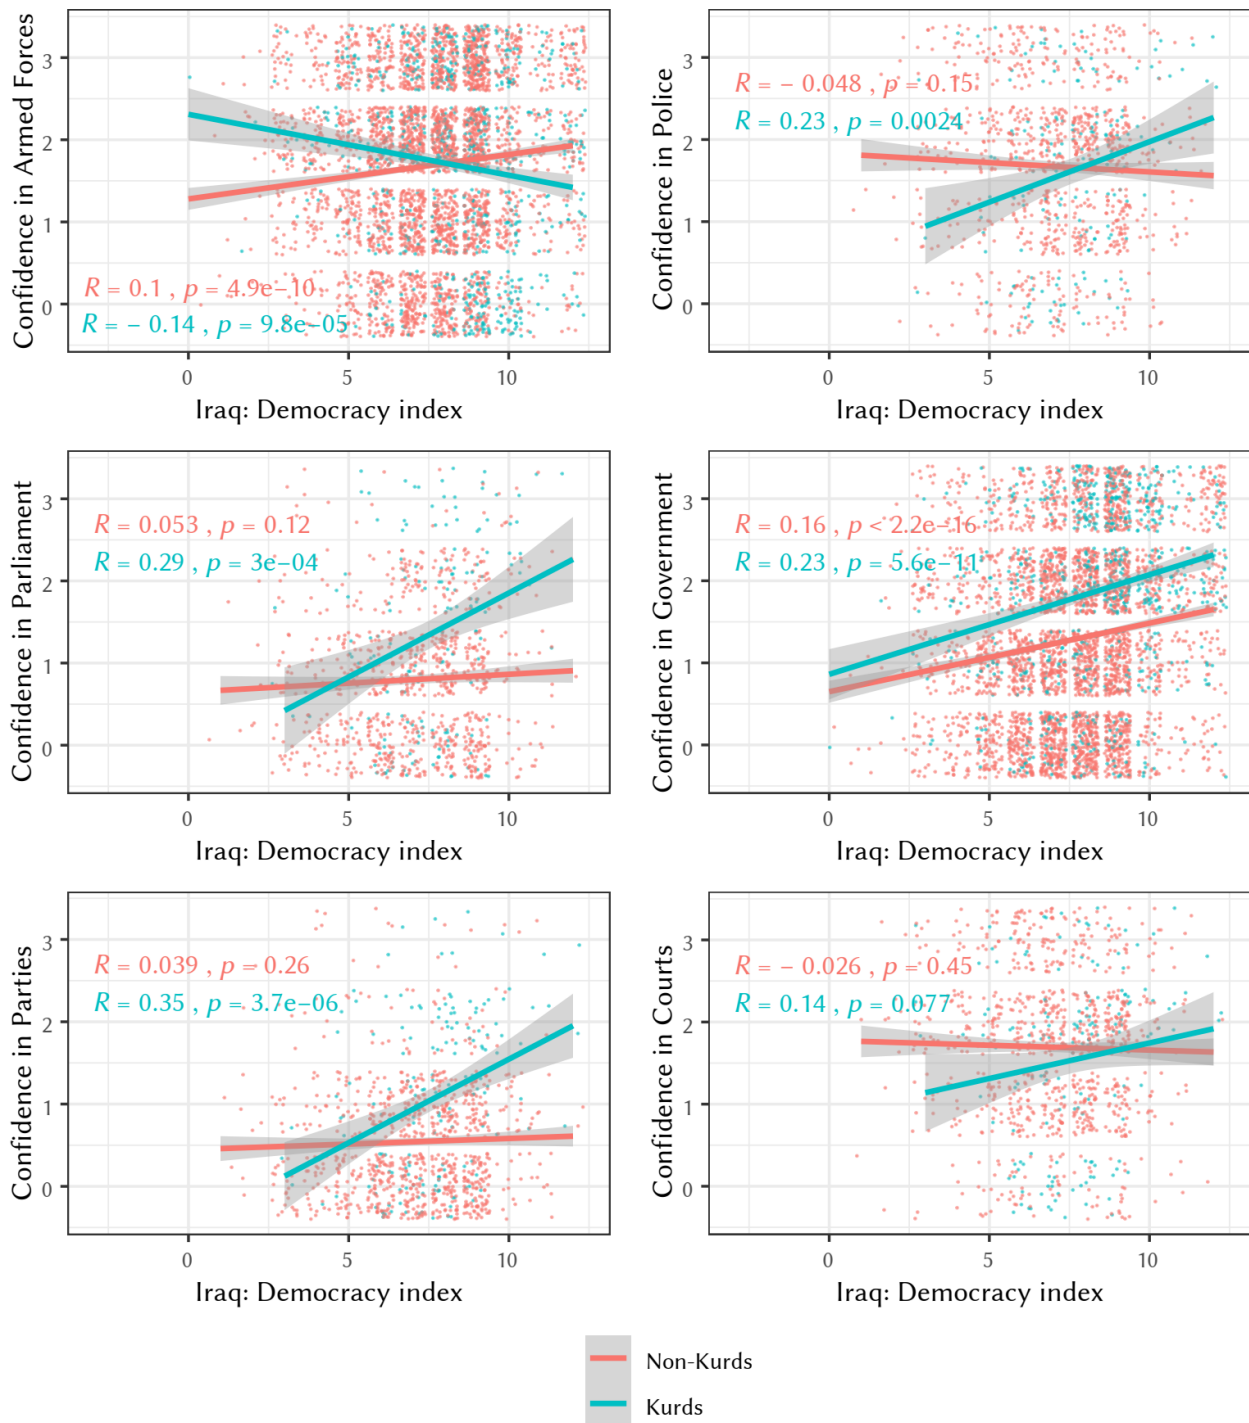 Confidence in Armed Forces
3
2
1
0
R = 0.1 , p = 4.9e−10
R = − 0.14 , p = 9.8e−05
0 5 10
Iraq: Democracy index
Confidence in Police
3
2
1
0
R = − 0.048 , p = 0.15
R = 0.23 , p = 0.0024
0 5 10
Iraq: Democracy index
Confidence in Parliament
3
2
1
0
R = 0.053 , p = 0.12
R = 0.29 , p = 3e−04
0 5 10
Iraq: Democracy index
Confidence in Government
3
2
1
0
R = 0.16 , p < 2.2e−16
R = 0.23 , p = 5.6e−11
0 5 10
Iraq: Democracy index
Confidence in Parties
3
2
1
0
R = 0.039 , p = 0.26
R = 0.35 , p = 3.7e−06
0 5 10
Iraq: Democracy index
Confidence in Courts
3
2
1
0
R = − 0.026 , p = 0.45
R = 0.14 , p = 0.077
0 5 10
Iraq: Democracy index
Non-Kurds
Kurds